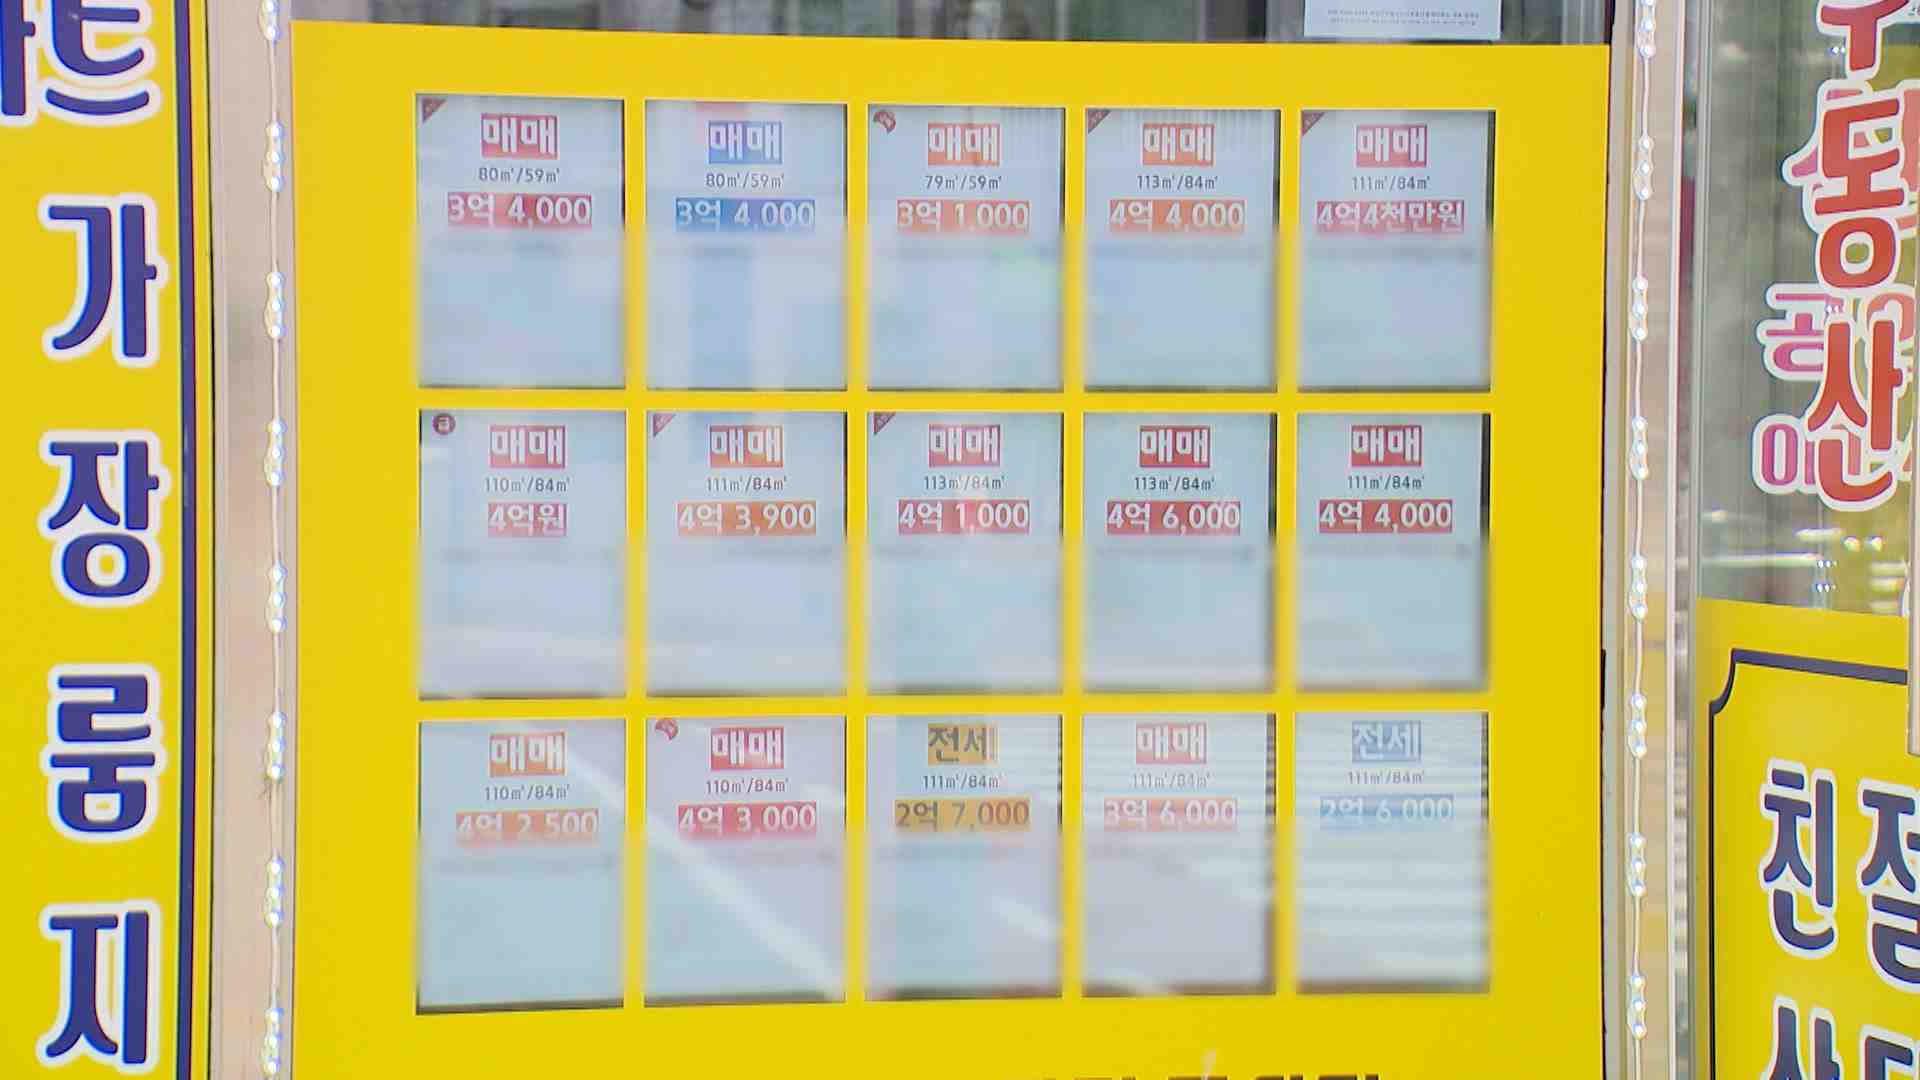 가
장
룸
지
매매
80㎡/59㎡
3억 4,000
매매
80㎡/59㎡
3억 4,000
매매
79㎡/59㎡
3억 1,000
매매
113㎡/84㎡
4억 4,000
매매
111㎡/84㎡
4억4천만원
매매
110㎡/84㎡
4억원
매매
111㎡/84㎡
4억 3,900
매매
113㎡/84㎡
4억 1,000
매매
113㎡/84㎡
4억 6,000
매매
111㎡/84㎡
4억 4,000
매매
110㎡/84㎡
4억 2,500
매매
110㎡/84㎡
4억 3,000
전세
111㎡/84㎡
2억 7,000
매매
111㎡/84㎡
3억 6,000
전세
111㎡/84㎡
2억 6,000
동
산
친
절